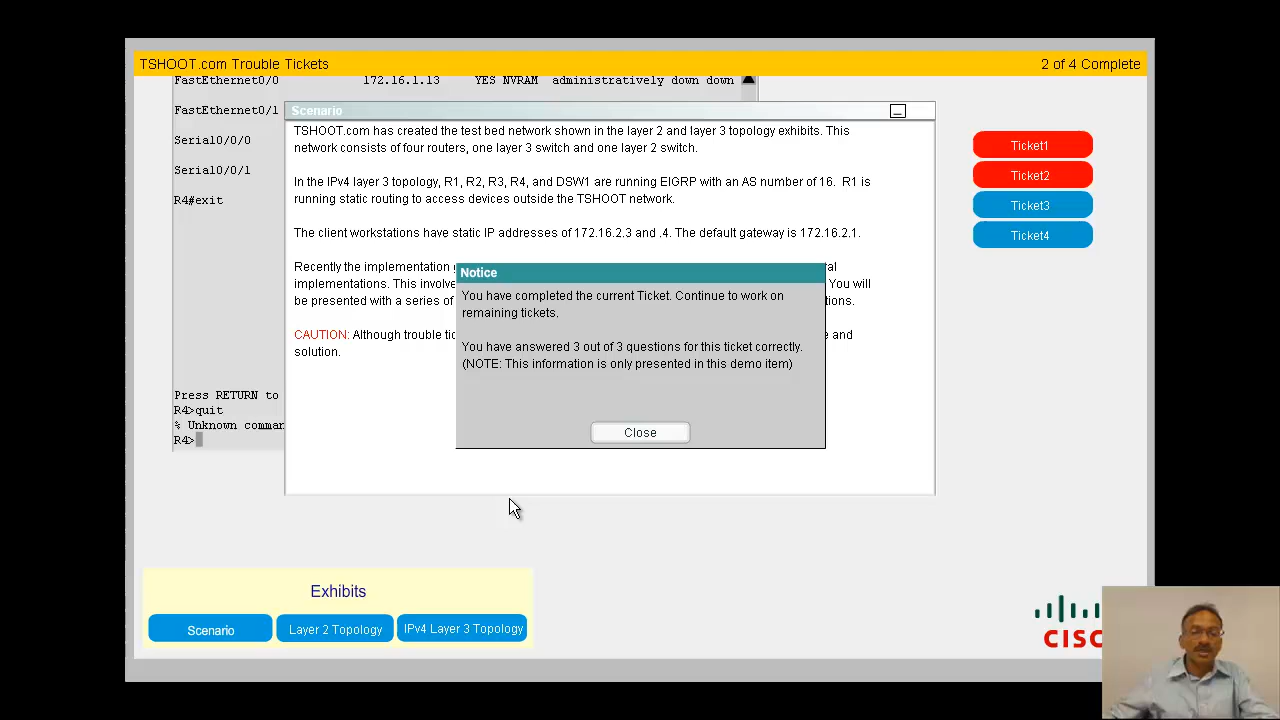 TSHOOT.com Trouble Tickets
2 of 4 Complete
FastEthernet0/0 172.16.1.13 YES NVRAM administratively down down
FastEthernet0/1
Serial0/0/0
Serial0/0/1
R4#exit
Press RETURN to
R4>quit
% Unknown comman
R4>
Scenario
TSHOOT.com has created the test bed network shown in the layer 2 and layer 3 topology exhibits. This
network consists of four routers, one layer 3 switch and one layer 2 switch.
In the IPv4 layer 3 topology, R1, R2, R3, R4, and DSW1 are running EIGRP with an AS number of 16. R1 is
running static routing to access devices outside the TSHOOT network.
The client workstations have static IP addresses of 172.16.2.3 and .4. The default gateway is 172.16.2.1.
Recently the implementation
implementations. This involve You will
be presented with a series of
CAUTION: Although trouble tic e and
solution.
Notice
You have completed the current Ticket. Continue to work on
remaining tickets.
You have answered 3 out of 3 questions for this ticket correctly.
(NOTE: This information is only presented in this demo item)
Close
Ticket1
Ticket2
Ticket3
Ticket4
Exhibits
Scenario
Layer 2 Topology
IPv4 Layer 3 Topology
CISC